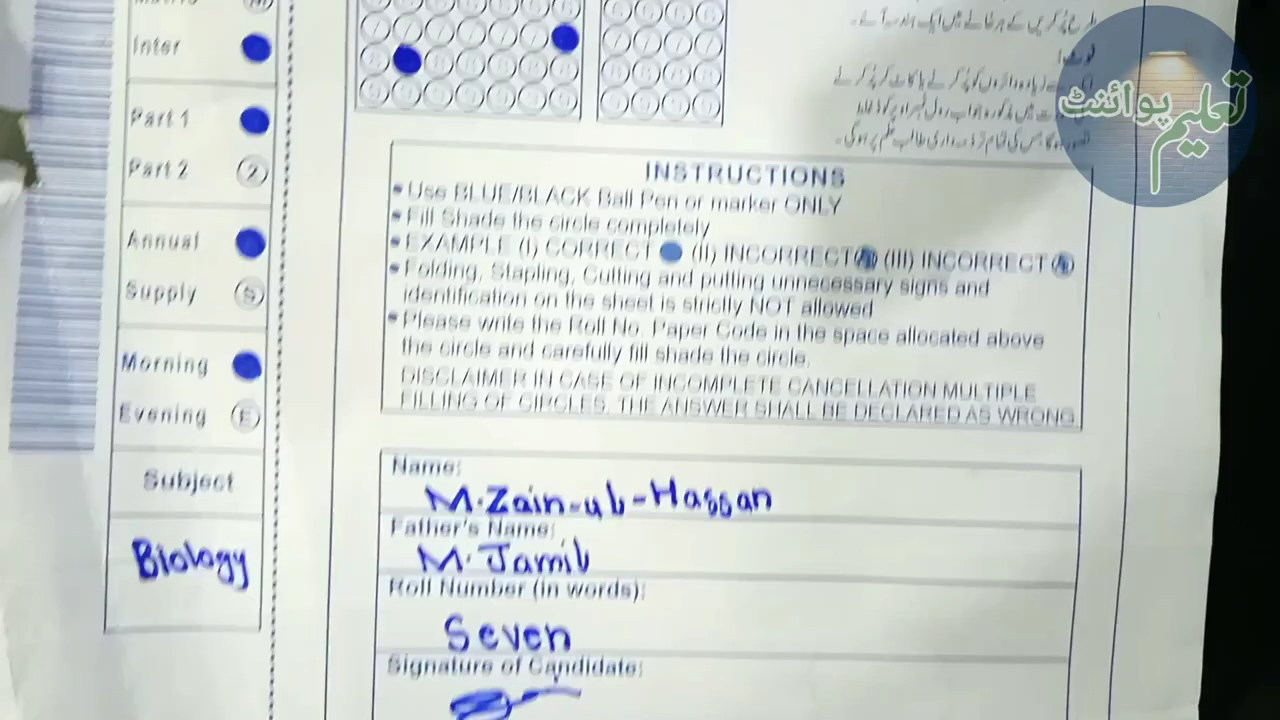 Inter
Part 1
Part 2 2
Annual
Supply S
Morning
Evening E
Subject
Biology
نوٹ:
تعلیم پوائنٹ
INSTRUCTIONS
• Use BLUE/BLACK Ball Pen or marker ONLY
• Fill Shade the circle completely
• EXAMPLE (I) CORRECT (II) INCORRECT (III) INCORRECT
• Folding, Stapling, Cutting and putting unnecessary signs and
identification on the sheet is strictly NOT allowed
• Please write the Roll No. Paper Code in the space allocated above
the circle and carefully fill shade the circle.
DISCLAIMER IN CASE OF INCOMPLETE CANCELLATION MULTIPLE
FILLING OF CIRCLES, THE ANSWER SHALL BE DECLARED AS WRONG
Name:
M.Zain-ul-Hassan
Father's Name:
M. Jamil
Roll Number (in words):
Seven
Signature of Candidate: